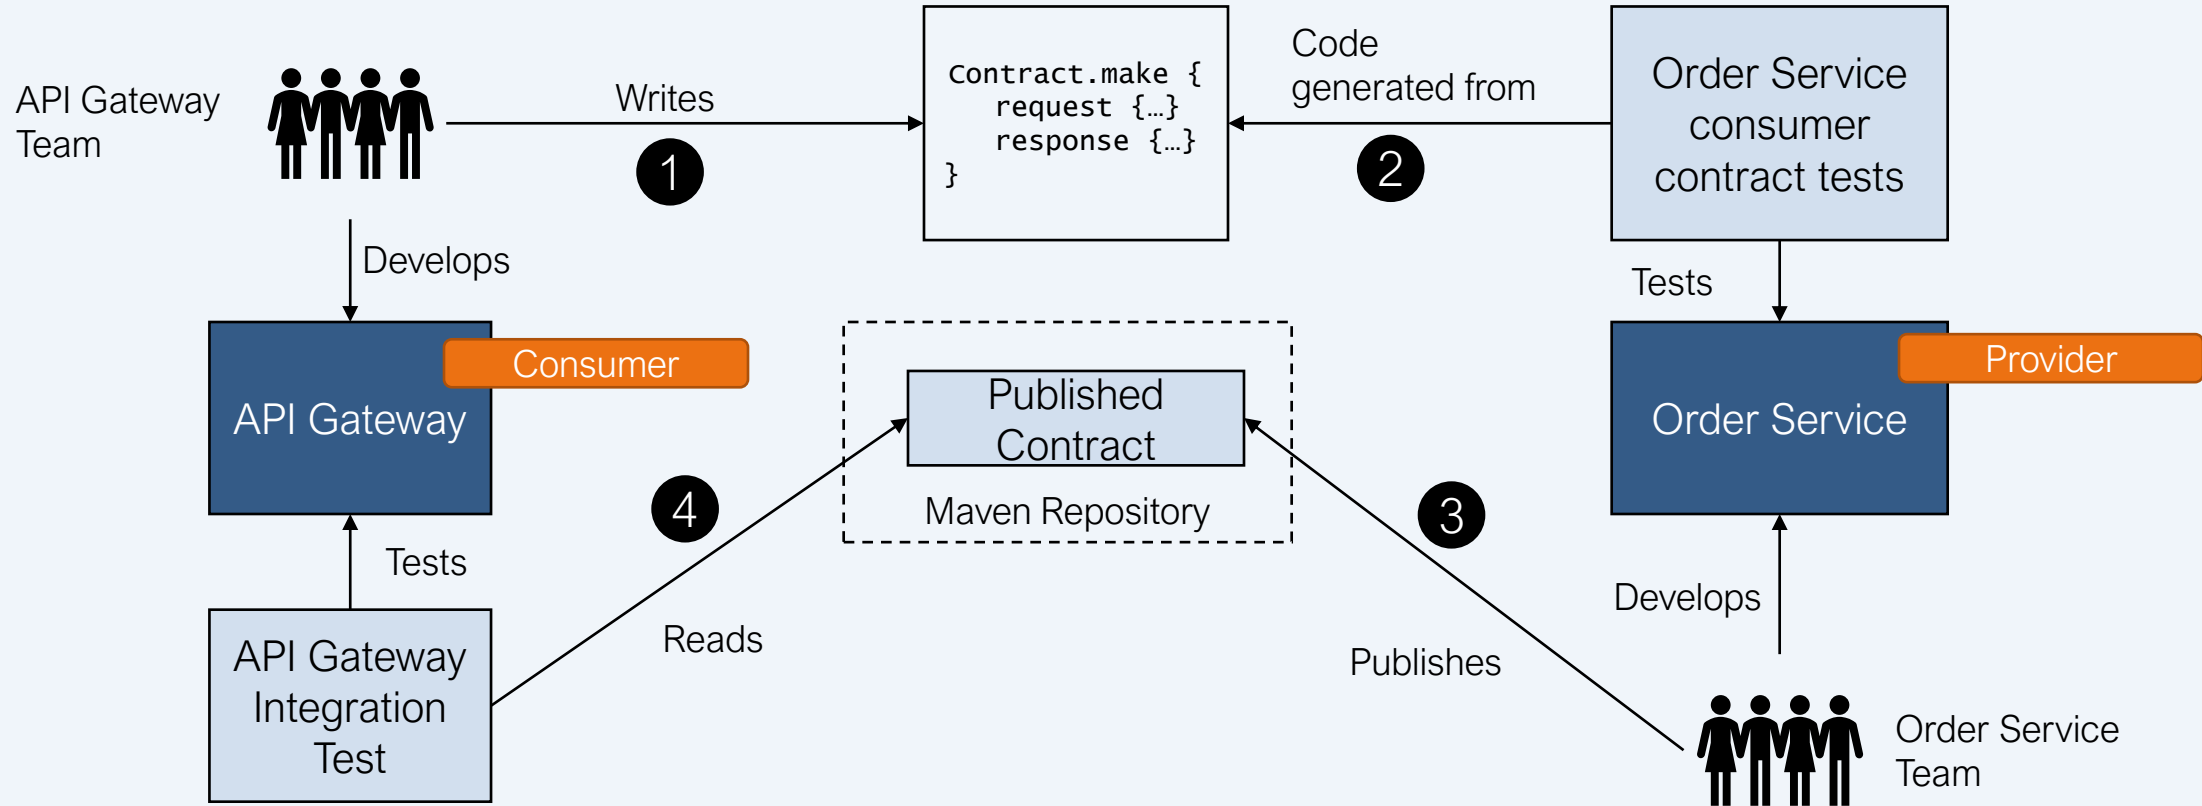 API Gateway
Team
Writes
1
Contract.make {
request {…}
response {…}
}
Code
generated from
2
Order Service
consumer
contract tests
Develops
Tests
Consumer
API Gateway
Published
Contract
Maven Repository
Provider
Order Service
4
3
Tests
Reads
API Gateway
Integration
Test
Develops
Publishes
Order Service
Team